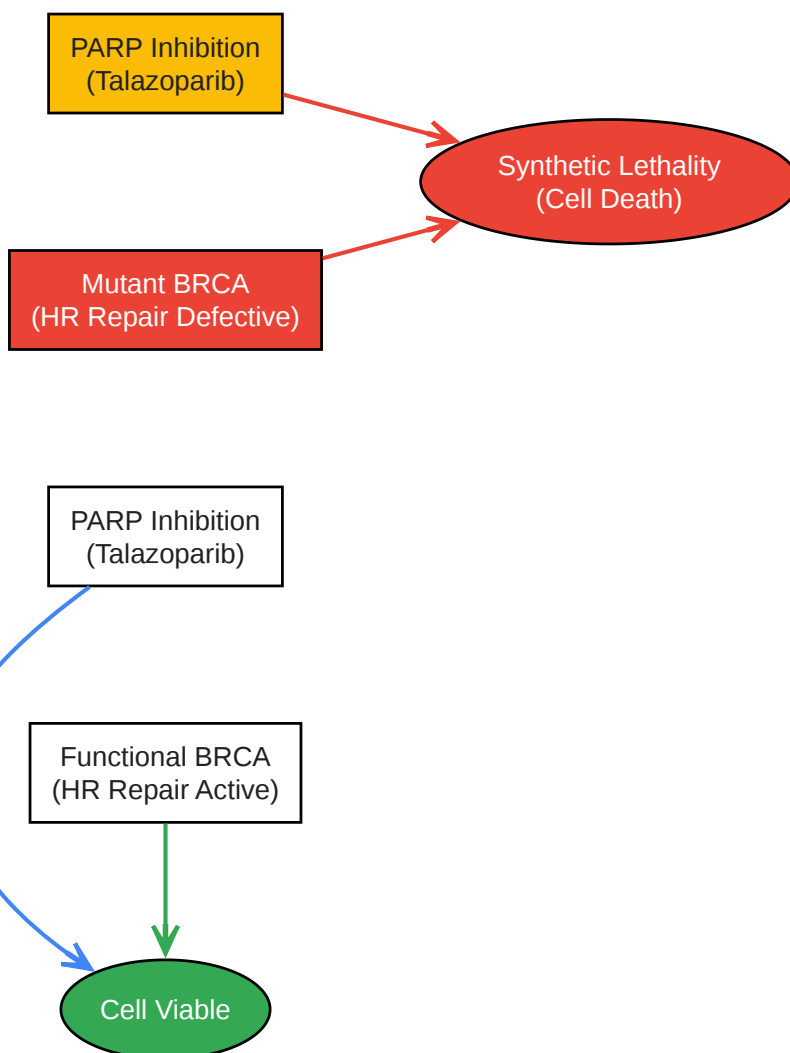 PARP Inhibition
(Talazoparib)
Synthetic Lethality
(Cell Death)
Mutant BRCA
(HR Repair Defective)
PARP Inhibition
(Talazoparib)
Functional BRCA
(HR Repair Active)
Cell Viable